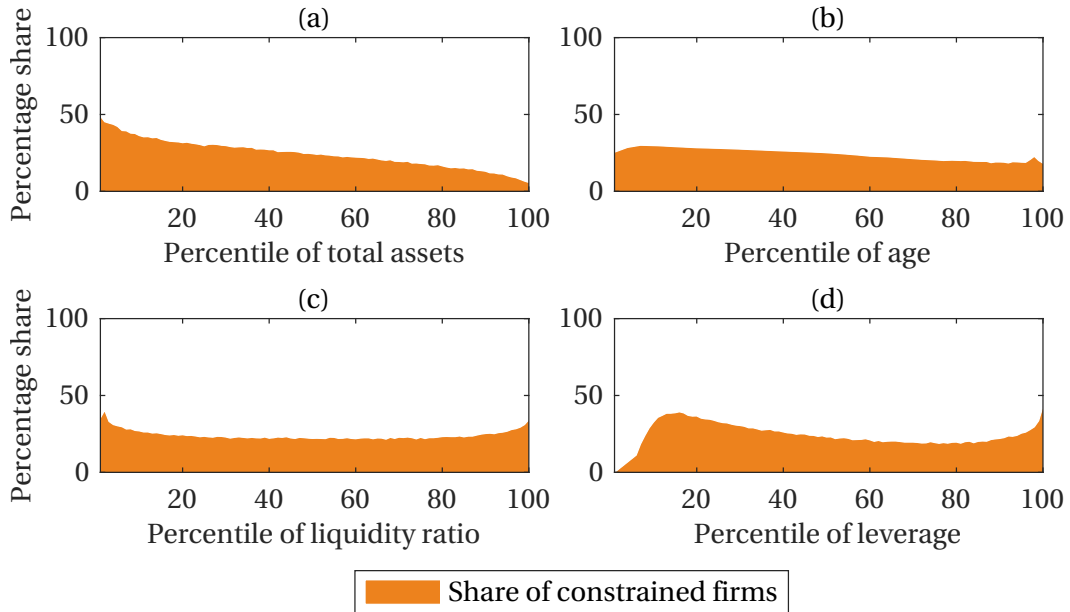 (a)
Percentage share
100
50
0
20 40 60 80 100
Percentile of total assets
(b)
100
50
0
20 40 60 80 100
Percentile of age
(c)
Percentage share
100
50
0
20 40 60 80 100
Percentile of liquidity ratio
(d)
100
50
0
20 40 60 80 100
Percentile of leverage
Share of constrained firms